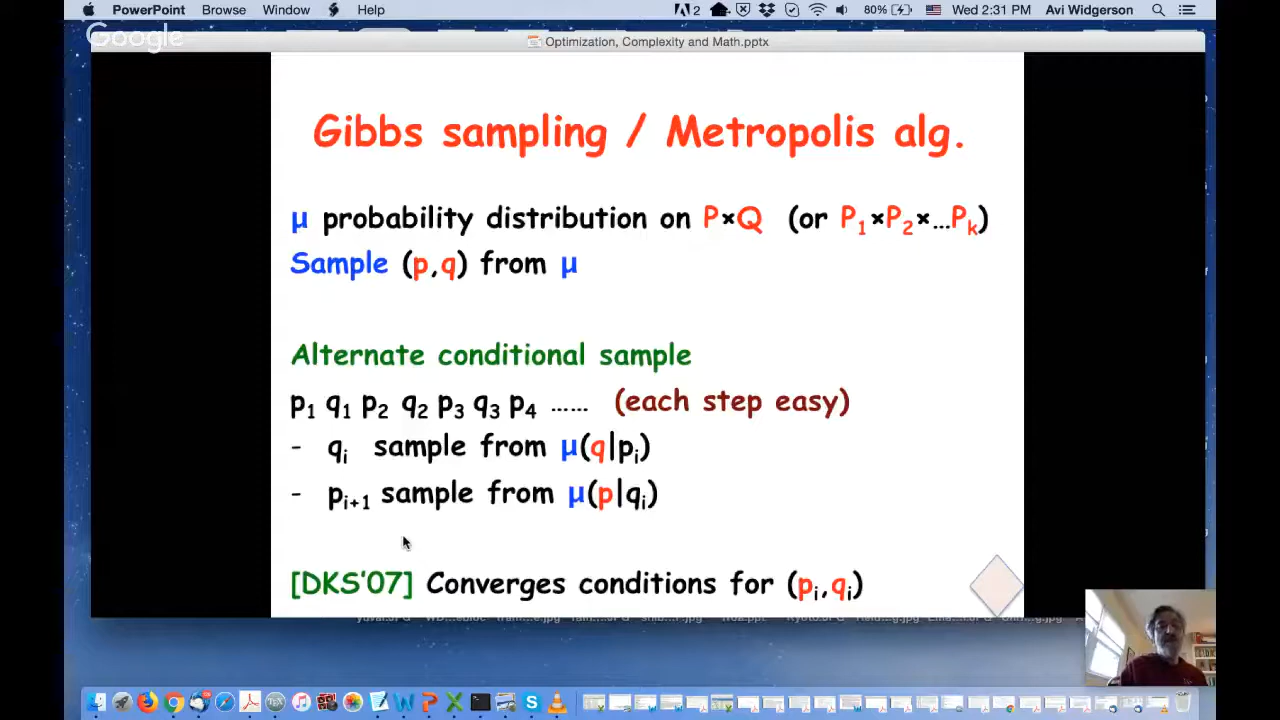 PowerPoint Browse Window Help 2 80% Wed 2:31 PM Avi Widgerson
Google
Optimization, Complexity and Math.pptx
Gibbs sampling / Metropolis alg.
μ probability distribution on P×Q (or P₁×P₂×…Pₖ)
Sample (p,q) from μ
Alternate conditional sample
p₁ q₁ p₂ q₂ p₃ q₃ p₄ …… (each step easy)
- qᵢ sample from μ(q|pᵢ)
- pᵢ₊₁ sample from μ(p|qᵢ)
[DKS'07] Converges conditions for (pᵢ,qᵢ)